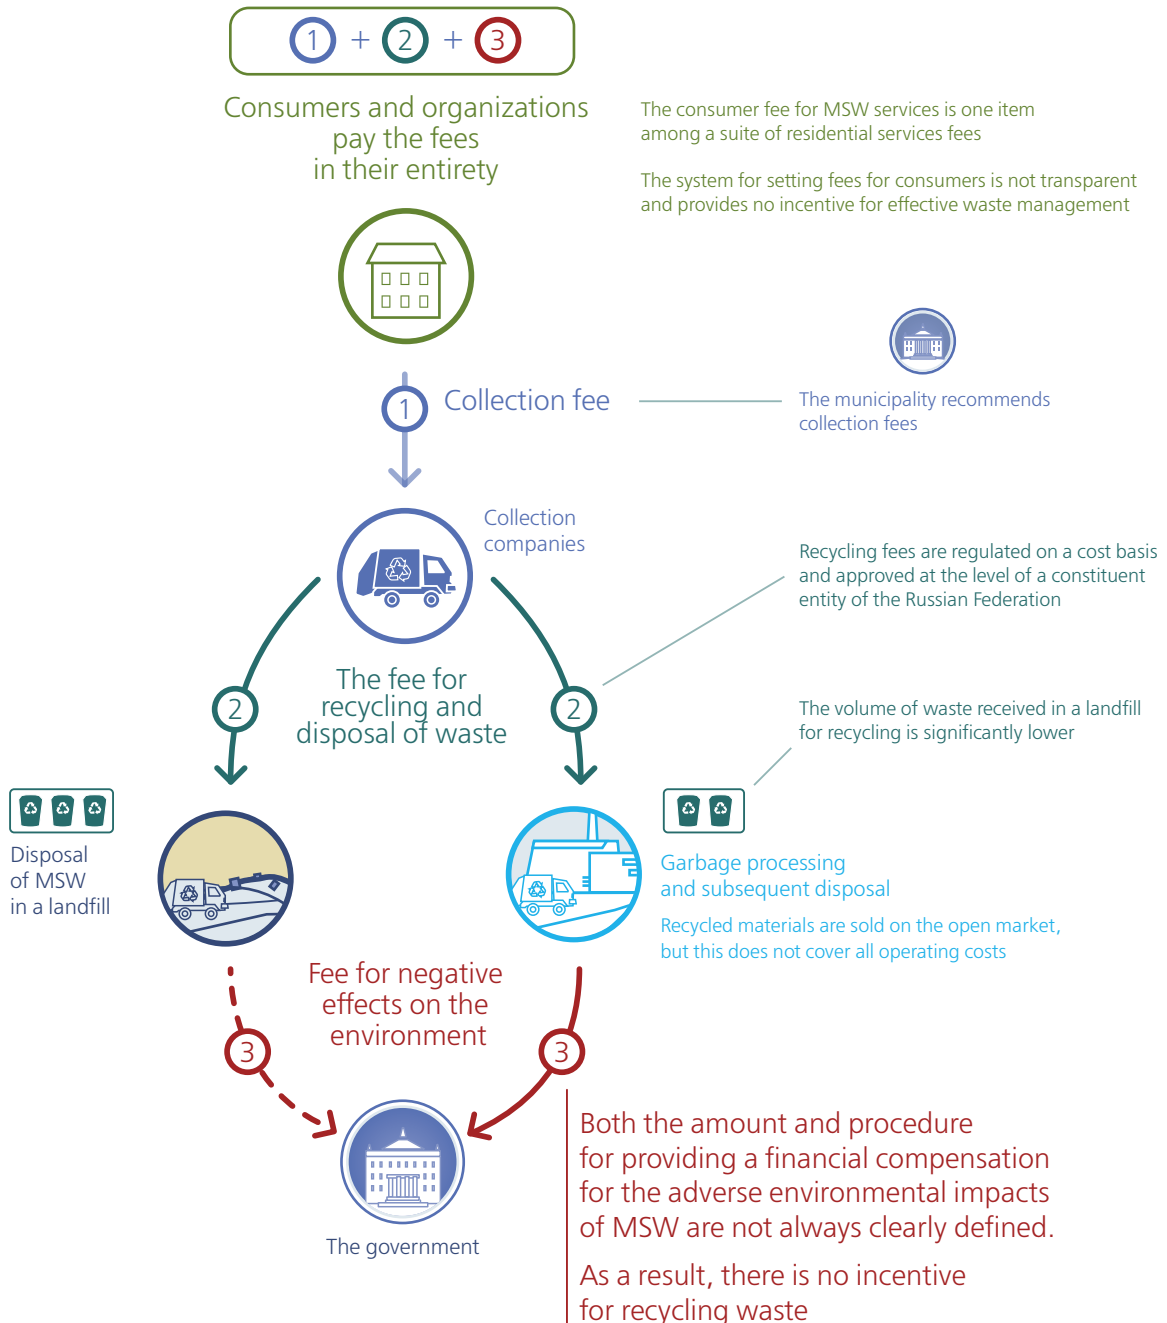 1 + 2 + 3
Consumers and organizations
pay the fees
in their entirety
The consumer fee for MSW services is one item
among a suite of residential services fees
The system for setting fees for consumers is not transparent
and provides no incentive for effective waste management
1
Collection fee
The municipality recommends
collection fees
Collection
companies
Recycling fees are regulated on a cost basis
and approved at the level of a constituent
entity of the Russian Federation
The fee for
recycling and
disposal of waste
2
2
The volume of waste received in a landfill
for recycling is significantly lower
Disposal
of MSW
in a landfill
Garbage processing
and subsequent disposal
Recycled materials are sold on the open market,
but this does not cover all operating costs
Fee for negative
effects on the
environment
3
3
The government
Both the amount and procedure
for providing a financial compensation
for the adverse environmental impacts
of MSW are not always clearly defined.
As a result, there is no incentive
for recycling waste